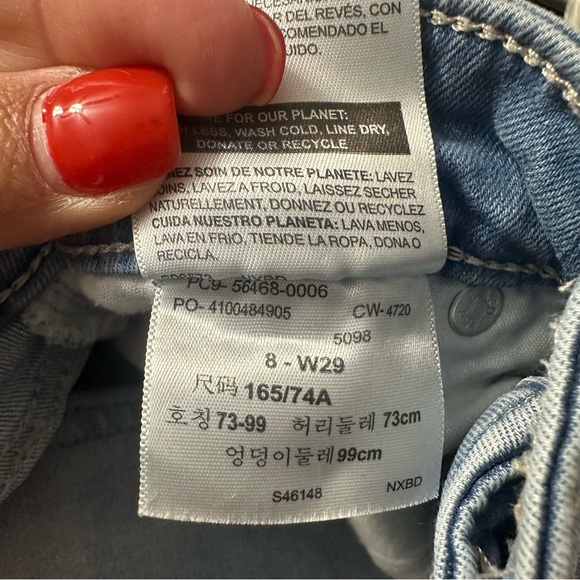 R DEL REVÉS, CON
COMENDADO EL
UIDO.
FOR OUR PLANET:
LESS, WASH COLD, LINE DRY,
DONATE OR RECYCLE
NEZ SOIN DE NOTRE PLANETE: LAVEZ
INS, LAVEZ A FROID, LAISSEZ SECHER
NATURELLEMENT, DONNEZ OU RECYCLEZ
CUIDA NUESTRO PLANETA: LAVA MENOS,
LAVA EN FRIO, TIENDE LA ROPA, DONA O
RECICLA.
PC9- 56468-0006
PO- 4100484905 CW- 4720
5098
8 - W29
尺码 165/74A
호칭 73-99 허리둘레 73cm
엉덩이둘레 99cm
S46148 NXBD